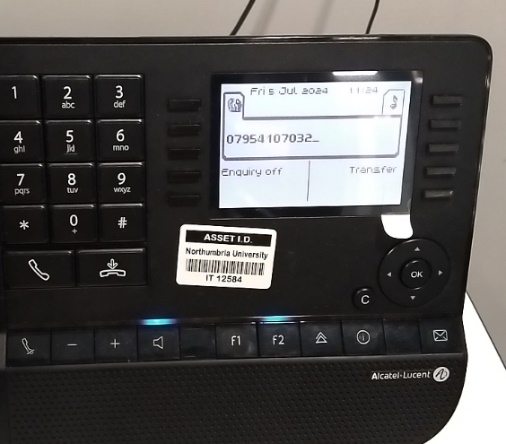 Fri 5 Jul 2024 11:24
07954107032_
Enquiry off Transfer
1 2 abc 3 def
4 ghi 5 jkl 6 mno
7 pqrs 8 tuv 9 wxyz
* 0 + #
ASSET I.D.
Northumbria University
IT 12584
OK
C
− + F1 F2 i
Alcatel-Lucent